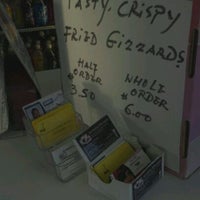 TASTY, CRISPY
FRIED GIZZARDS
HALF
ORDER
3.50
WHOLE
ORDER
6.00